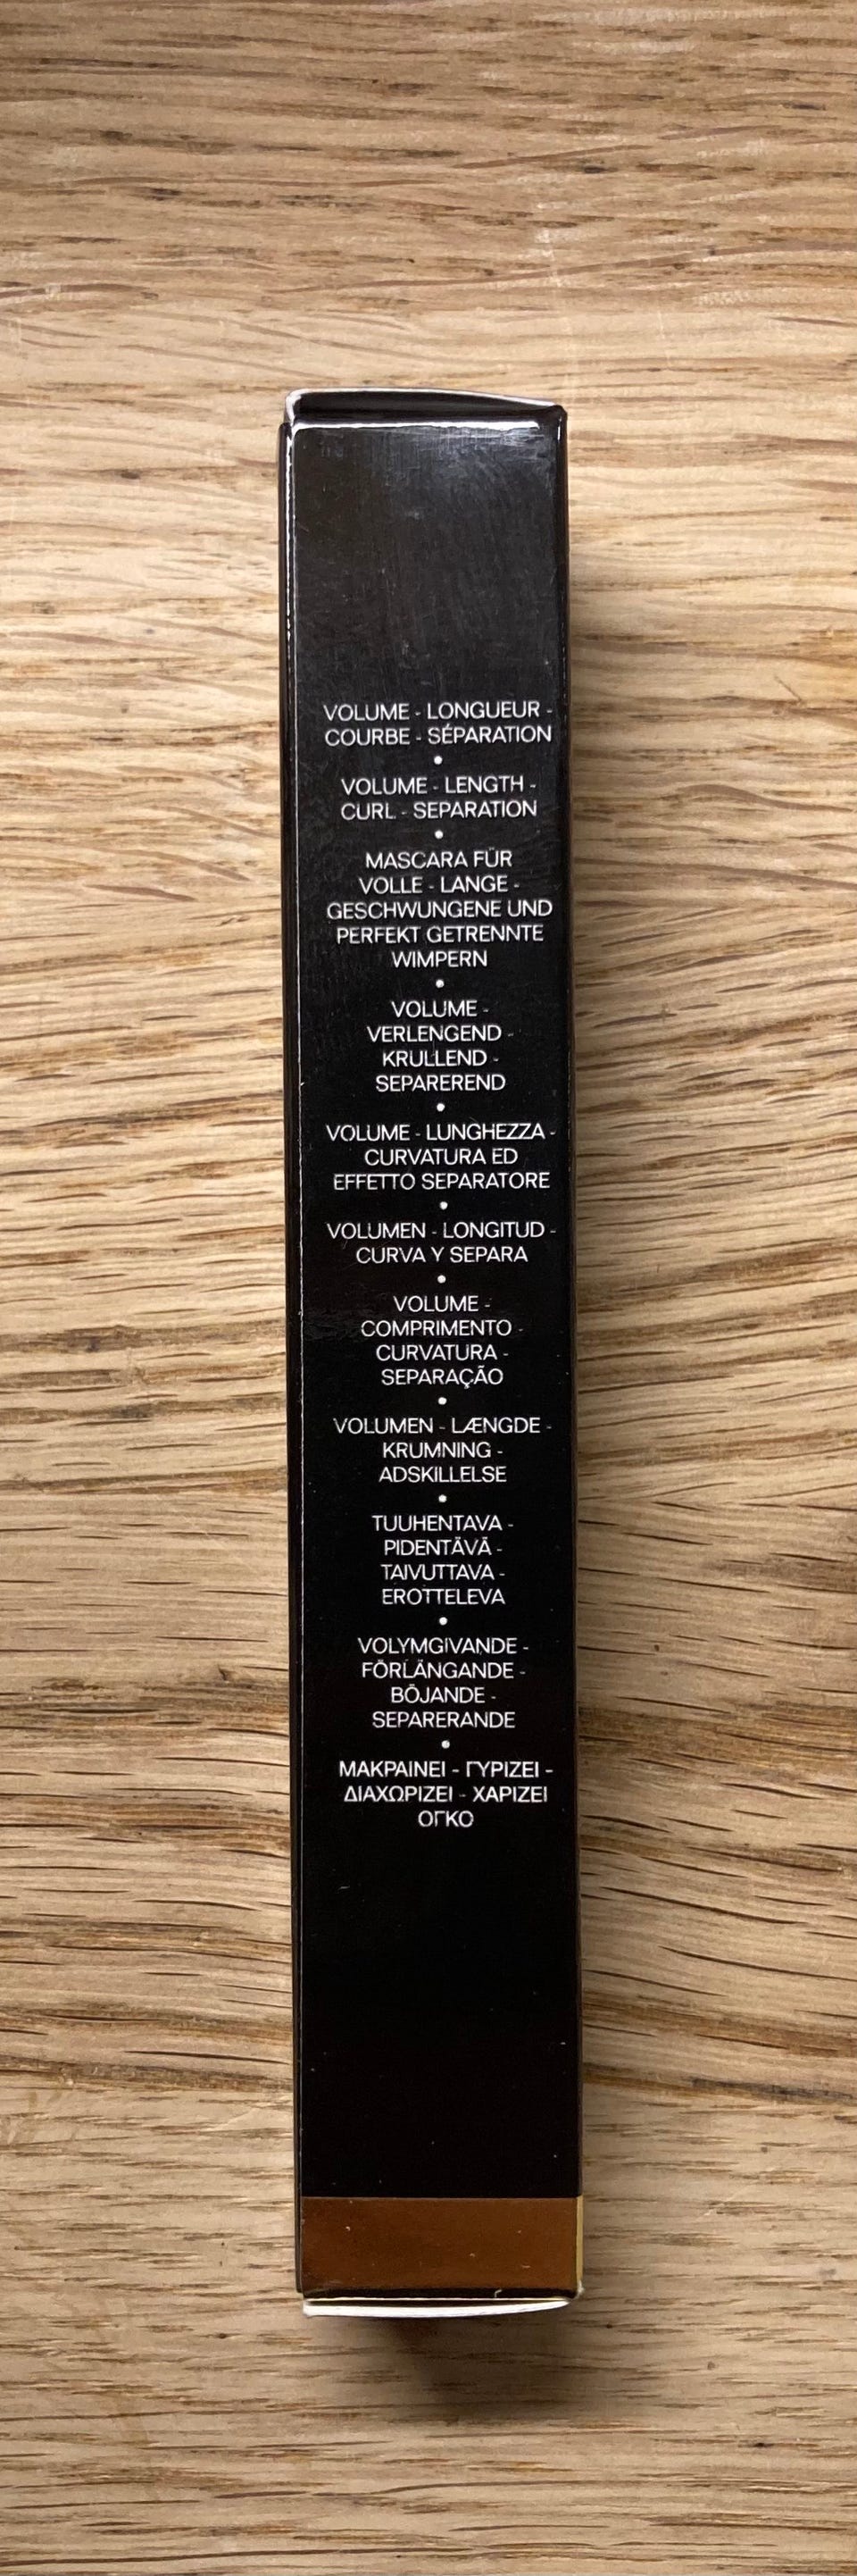 VOLUME - LONGUEUR -
COURBE - SÉPARATION
•
VOLUME - LENGTH -
CURL - SEPARATION
•
MASCARA FÜR
VOLLE - LANGE -
GESCHWUNGENE UND
PERFEKT GETRENNTE
WIMPERN
•
VOLUME -
VERLENGEND -
KRULLEND -
SEPAREREND
•
VOLUME - LUNGHEZZA -
CURVATURA ED
EFFETTO SEPARATORE
•
VOLUMEN - LONGITUD -
CURVA Y SEPARA
•
VOLUME -
COMPRIMENTO -
CURVATURA -
SEPARAÇÃO
•
VOLUMEN - LÆNGDE -
KRUMNING -
ADSKILLELSE
•
TUUHENTAVA -
PIDENTÄVÄ -
TAIVUTTAVA -
EROTTELEVA
•
VOLYMGIVANDE -
FÖRLÄNGANDE -
BÖJANDE -
SEPARERANDE
•
ΜΑΚΡΑΙΝΕΙ - ΓΥΡΙΖΕΙ -
ΔΙΑΧΩΡΙΖΕΙ - ΧΑΡΙΖΕΙ
ΟΓΚΟ